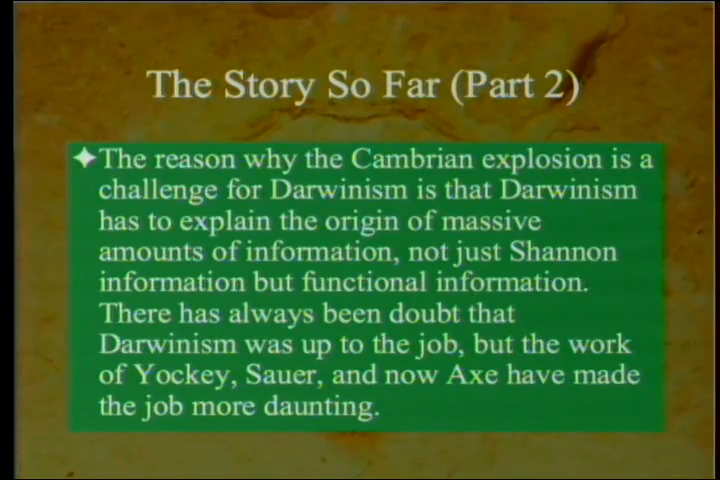 The Story So Far (Part 2)
The reason why the Cambrian explosion is a
challenge for Darwinism is that Darwinism
has to explain the origin of massive
amounts of information, not just Shannon
information but functional information.
There has always been doubt that
Darwinism was up to the job, but the work
of Yockey, Sauer, and now Axe have made
the job more daunting.